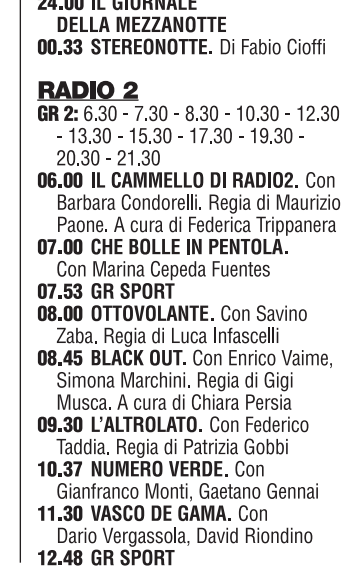 24.00 IL GIORNALE
DELLA MEZZANOTTE
00.33 STEREONOTTE. Di Fabio Cioffi
RADIO 2
GR 2: 6.30 - 7.30 - 8.30 - 10.30 - 12.30
- 13.30 - 15.30 - 17.30 - 19.30 -
20.30 - 21.30
06.00 IL CAMMELLO DI RADIO2. Con
Barbara Condorelli. Regia di Maurizio
Paone. A cura di Federica Trippanera
07.00 CHE BOLLE IN PENTOLA.
Con Marina Cepeda Fuentes
07.53 GR SPORT
08.00 OTTOVOLANTE. Con Savino
Zaba. Regia di Luca Infascelli
08.45 BLACK OUT. Con Enrico Vaime,
Simona Marchini. Regia di Gigi
Musca. A cura di Chiara Persia
09.30 L'ALTROLATO. Con Federico
Taddia. Regia di Patrizia Gobbi
10.37 NUMERO VERDE. Con
Gianfranco Monti, Gaetano Gennai
11.30 VASCO DE GAMA. Con
Dario Vergassola, David Riondino
12.48 GR SPORT